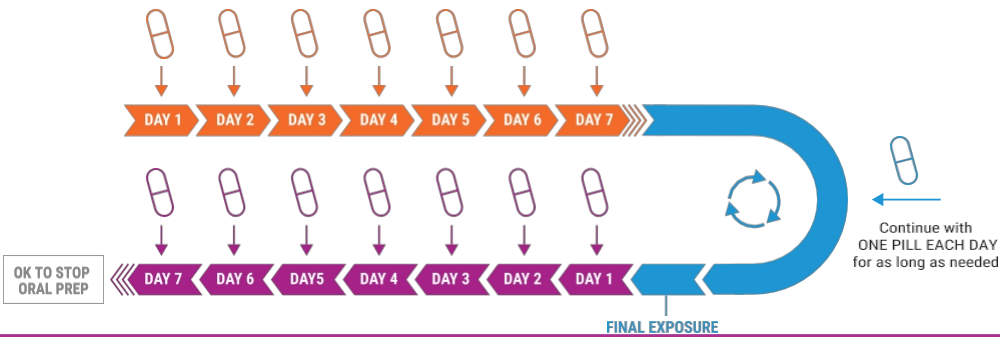 DAY 1 DAY 2 DAY 3 DAY 4 DAY 5 DAY 6 DAY 7
Continue with
ONE PILL EACH DAY
for as long as needed
OK TO STOP
ORAL PREP
DAY 7 DAY 6 DAY5 DAY 4 DAY 3 DAY 2 DAY 1
FINAL EXPOSURE